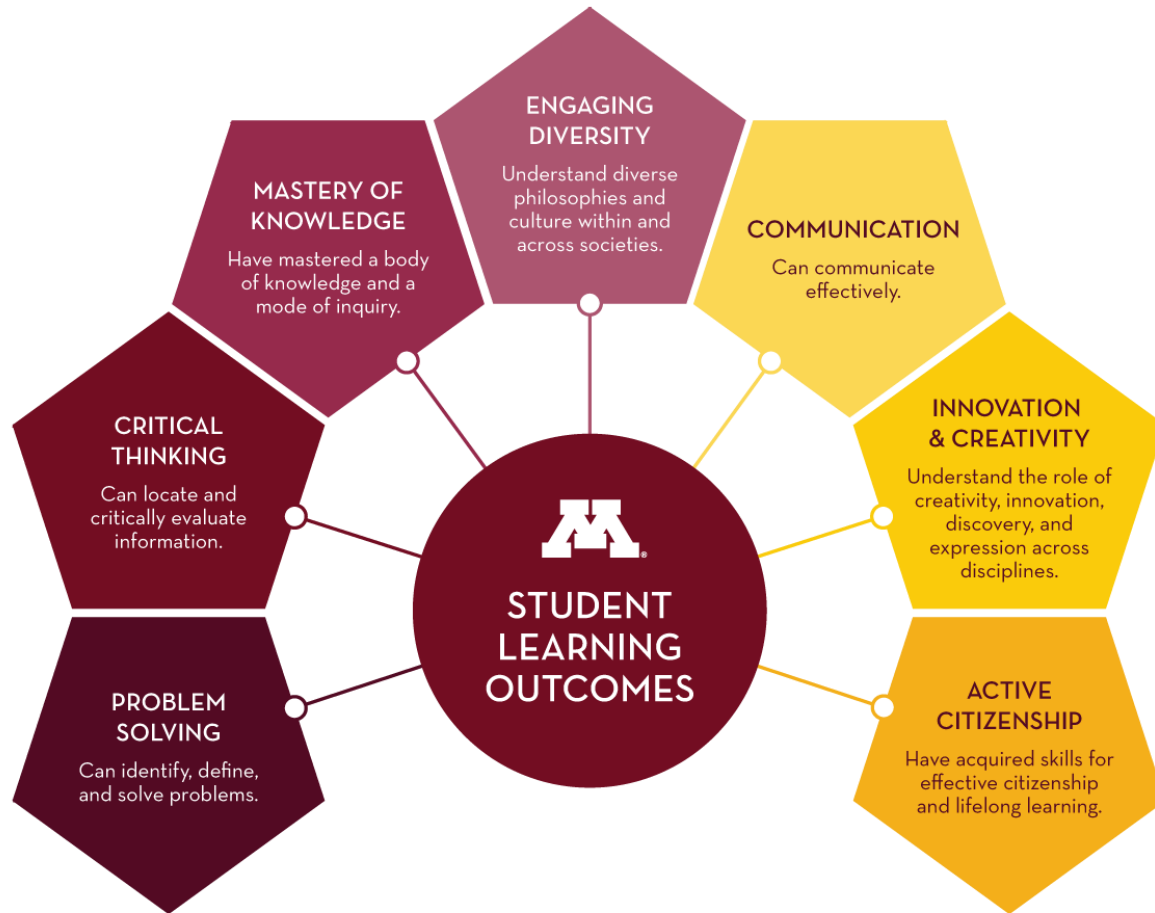 ENGAGING
DIVERSITY
Understand diverse
philosophies and
culture within and
across societies.
MASTERY OF
KNOWLEDGE
Have mastered a body
of knowledge and a
mode of inquiry.
COMMUNICATION
Can communicate
effectively.
CRITICAL
THINKING
Can locate and
critically evaluate
information.
INNOVATION
& CREATIVITY
Understand the role of
creativity, innovation,
discovery, and
expression across
disciplines.
M®
STUDENT
LEARNING
OUTCOMES
PROBLEM
SOLVING
Can identify, define,
and solve problems.
ACTIVE
CITIZENSHIP
Have acquired skills for
effective citizenship
and lifelong learning.